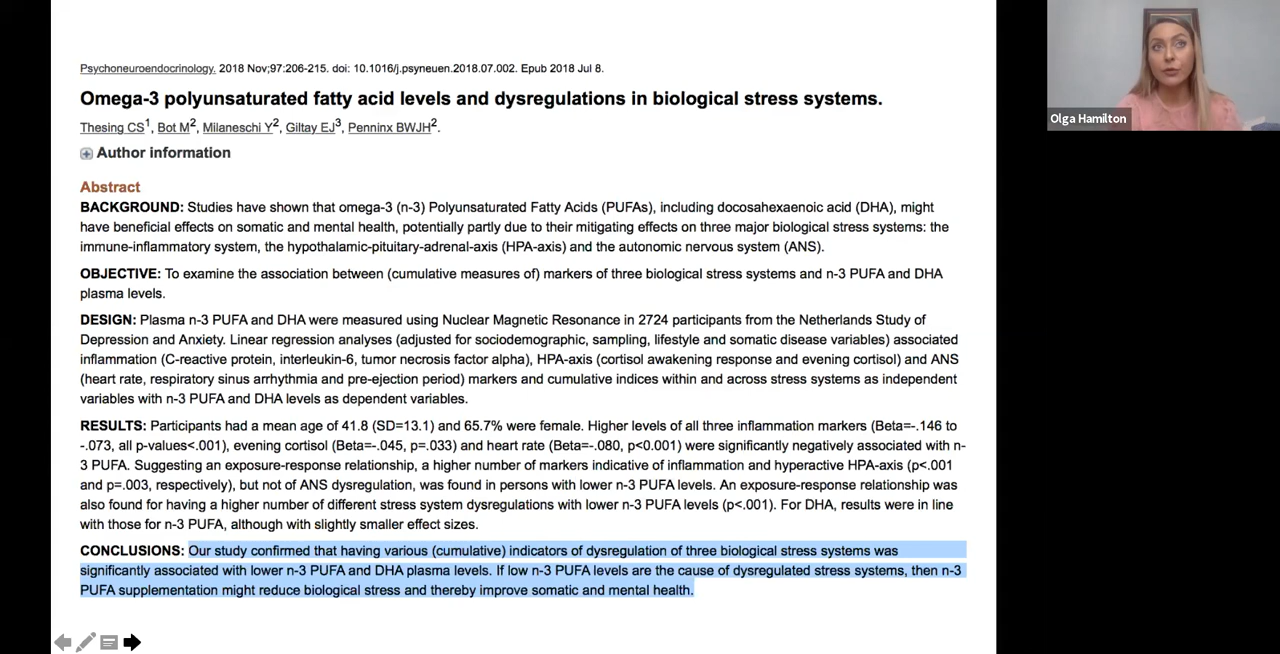 Psychoneuroendocrinology. 2018 Nov;97:206-215. doi: 10.1016/j.psyneuen.2018.07.002. Epub 2018 Jul 8.
Omega-3 polyunsaturated fatty acid levels and dysregulations in biological stress systems.
Thesing CS1, Bot M2, Milaneschi Y2, Giltay EJ3, Penninx BWJH2.
Author information
Abstract
BACKGROUND: Studies have shown that omega-3 (n-3) Polyunsaturated Fatty Acids (PUFAs), including docosahexaenoic acid (DHA), might
have beneficial effects on somatic and mental health, potentially partly due to their mitigating effects on three major biological stress systems: the
immune-inflammatory system, the hypothalamic-pituitary-adrenal-axis (HPA-axis) and the autonomic nervous system (ANS).
OBJECTIVE: To examine the association between (cumulative measures of) markers of three biological stress systems and n-3 PUFA and DHA
plasma levels.
DESIGN: Plasma n-3 PUFA and DHA were measured using Nuclear Magnetic Resonance in 2724 participants from the Netherlands Study of
Depression and Anxiety. Linear regression analyses (adjusted for sociodemographic, sampling, lifestyle and somatic disease variables) associated
inflammation (C-reactive protein, interleukin-6, tumor necrosis factor alpha), HPA-axis (cortisol awakening response and evening cortisol) and ANS
(heart rate, respiratory sinus arrhythmia and pre-ejection period) markers and cumulative indices within and across stress systems as independent
variables with n-3 PUFA and DHA levels as dependent variables.
RESULTS: Participants had a mean age of 41.8 (SD=13.1) and 65.7% were female. Higher levels of all three inflammation markers (Beta=-.146 to
-.073, all p-values<.001), evening cortisol (Beta=-.045, p=.033) and heart rate (Beta=-.080, p<0.001) were significantly negatively associated with n-
3 PUFA. Suggesting an exposure-response relationship, a higher number of markers indicative of inflammation and hyperactive HPA-axis (p<.001
and p=.003, respectively), but not of ANS dysregulation, was found in persons with lower n-3 PUFA levels. An exposure-response relationship was
also found for having a higher number of different stress system dysregulations with lower n-3 PUFA levels (p<.001). For DHA, results were in line
with those for n-3 PUFA, although with slightly smaller effect sizes.
CONCLUSIONS: Our study confirmed that having various (cumulative) indicators of dysregulation of three biological stress systems was
significantly associated with lower n-3 PUFA and DHA plasma levels. If low n-3 PUFA levels are the cause of dysregulated stress systems, then n-3
PUFA supplementation might reduce biological stress and thereby improve somatic and mental health.
Olga Hamilton